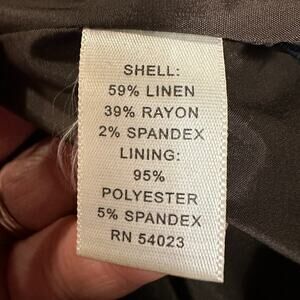 SHELL:
59% LINEN
39% RAYON
2% SPANDEX
LINING:
95%
POLYESTER
5% SPANDEX
RN 54023